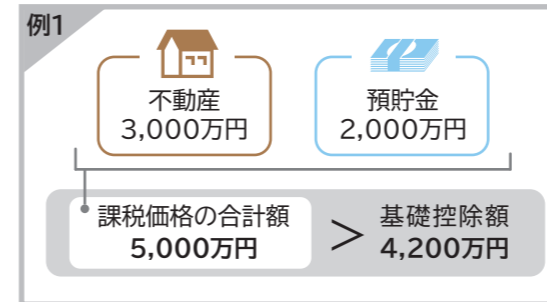 例1
不動産
3,000万円
預貯金
2,000万円
課税価格の合計額
5,000万円
>
基礎控除額
4,200万円